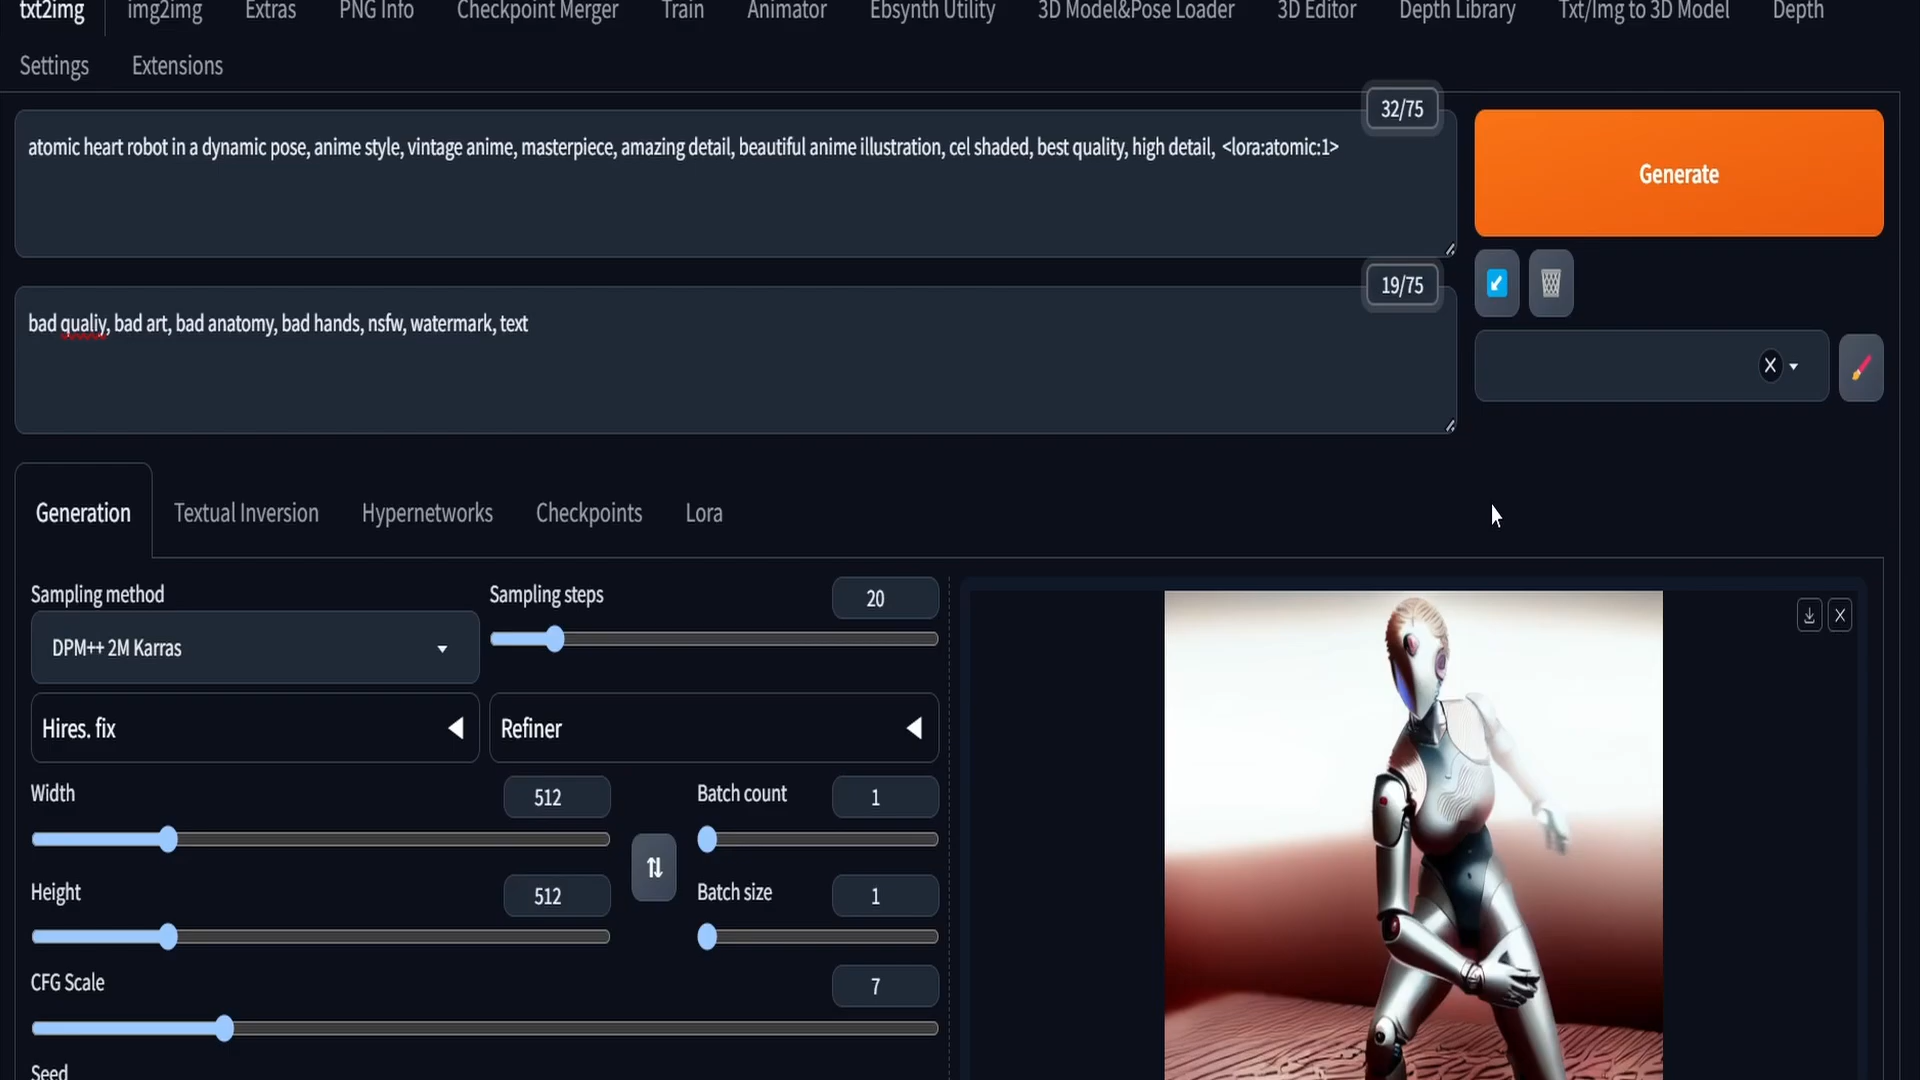 txt2img img2img Extras PNG Info Checkpoint Merger Train Animator Ebsynth Utility 3D Model&Pose Loader 3D Editor Depth Library Txt/Img to 3D Model Depth
Settings Extensions
32/75
atomic heart robot in a dynamic pose, anime style, vintage anime, masterpiece, amazing detail, beautiful anime illustration, cel shaded, best quality, high detail, <lora:atomic:1>
Generate
19/75
bad qualiy, bad art, bad anatomy, bad hands, nsfw, watermark, text
X
Generation Textual Inversion Hypernetworks Checkpoints Lora
Sampling method
Sampling steps 20
DPM++ 2M Karras
Hires. fix
Refiner
Width 512
Batch count 1
Height 512
Batch size 1
CFG Scale 7
Seed